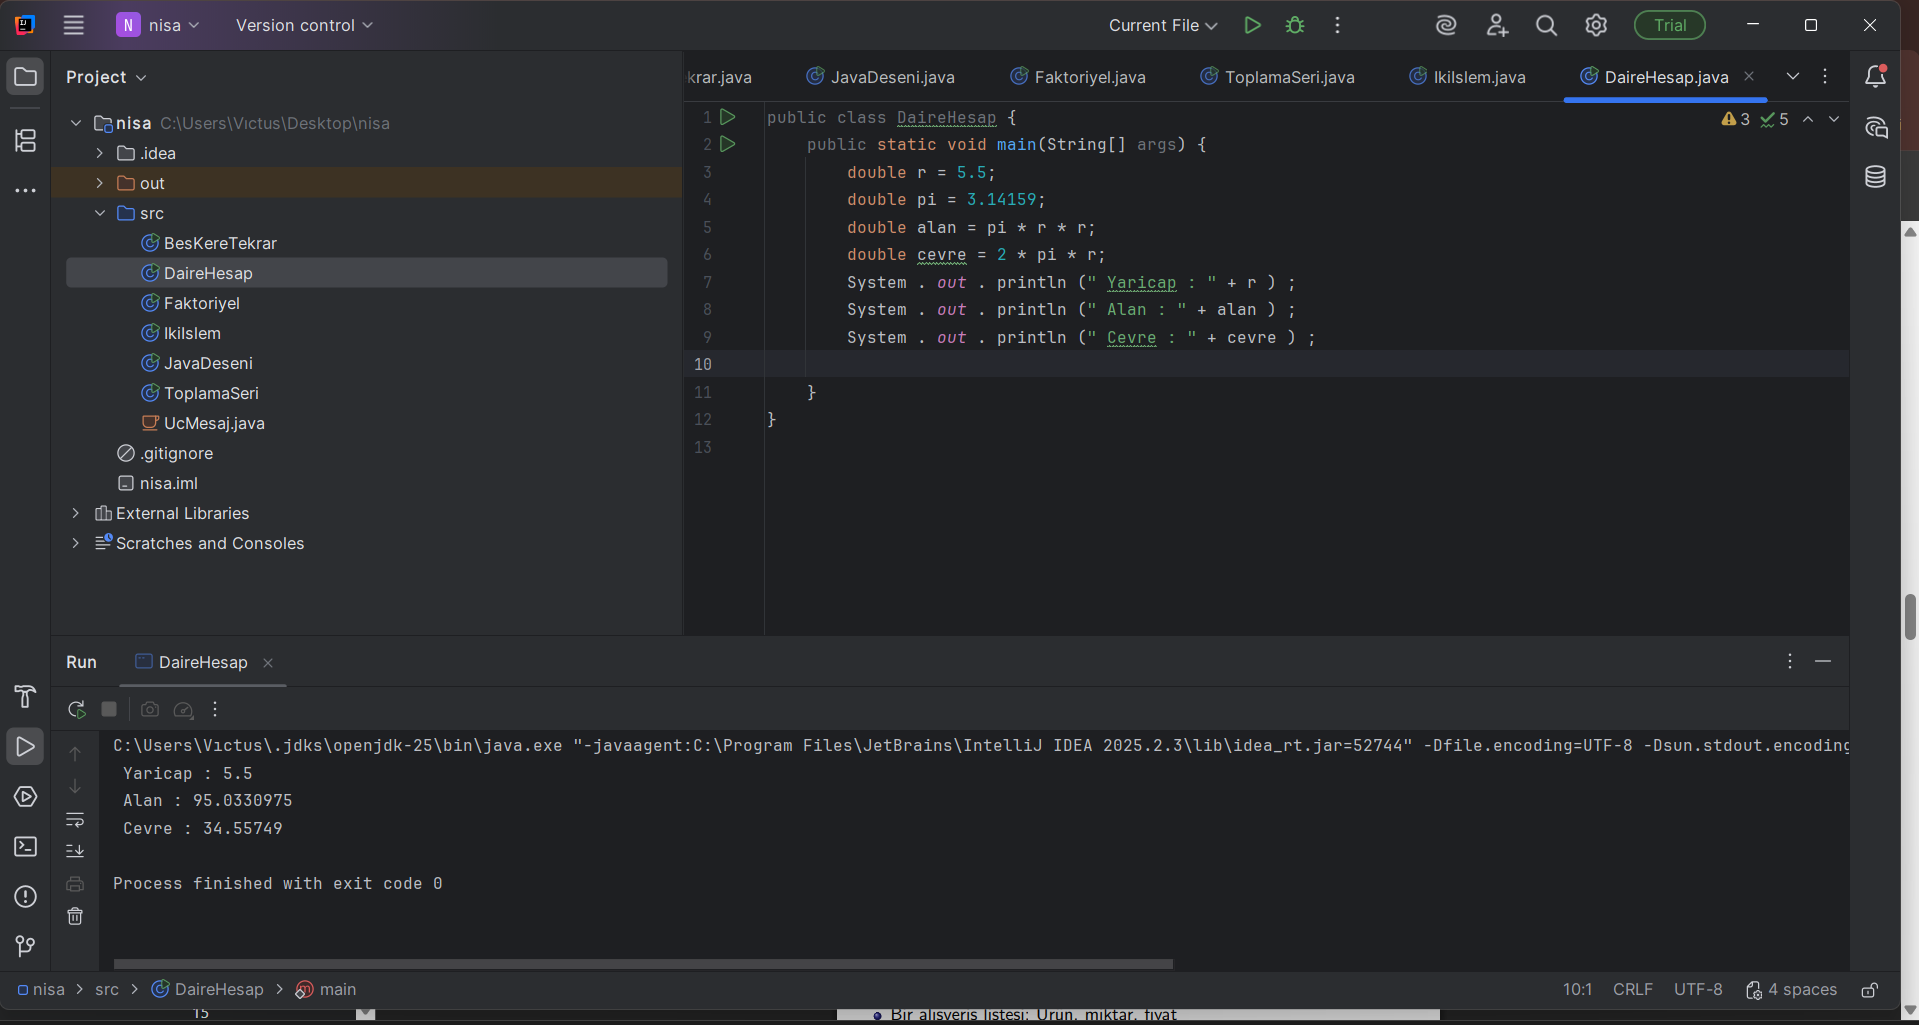 N nisa Version control Current File Trial
Project
nisa C:\Users\Vıctus\Desktop\nisa
.idea
out
src
BesKereTekrar
DaireHesap
Faktoriyel
IkiIslem
JavaDeseni
ToplamaSeri
UcMesaj.java
.gitignore
nisa.iml
External Libraries
Scratches and Consoles
krar.java JavaDeseni.java Faktoriyel.java ToplamaSeri.java IkiIslem.java DaireHesap.java
3 5
1 public class DaireHesap {
2 public static void main(String[] args) {
3 double r = 5.5;
4 double pi = 3.14159;
5 double alan = pi * r * r;
6 double cevre = 2 * pi * r;
7 System . out . println (" Yaricap : " + r ) ;
8 System . out . println (" Alan : " + alan ) ;
9 System . out . println (" Cevre : " + cevre ) ;
10
11 }
12 }
13
Run DaireHesap
C:\Users\Vıctus\.jdks\openjdk-25\bin\java.exe "-javaagent:C:\Program Files\JetBrains\IntelliJ IDEA 2025.2.3\lib\idea_rt.jar=52744" -Dfile.encoding=UTF-8 -Dsun.stdout.encoding
Yaricap : 5.5
Alan : 95.0330975
Cevre : 34.55749
Process finished with exit code 0
nisa > src > DaireHesap > main 10:1 CRLF UTF-8 4 spaces
15
Bir alışveriş listesi: Ürün, miktar, fiyat